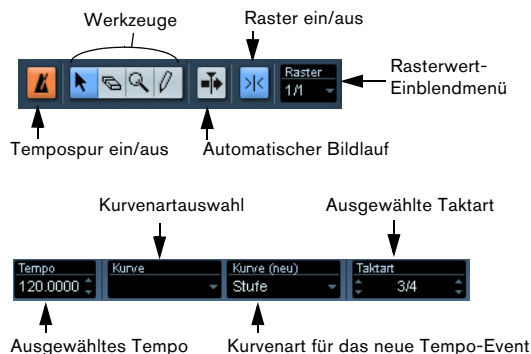 Werkzeuge
Raster ein/aus
Raster
1/1
Rasterwert-
Einblendmenü
Tempospur ein/aus
Automatischer Bildlauf
Kurvenartauswahl
Ausgewählte Taktart
Tempo
120.0000
Kurve
Kurve (neu)
Stufe
Taktart
3/4
Ausgewähltes Tempo
Kurvenart für das neue Tempo-Event